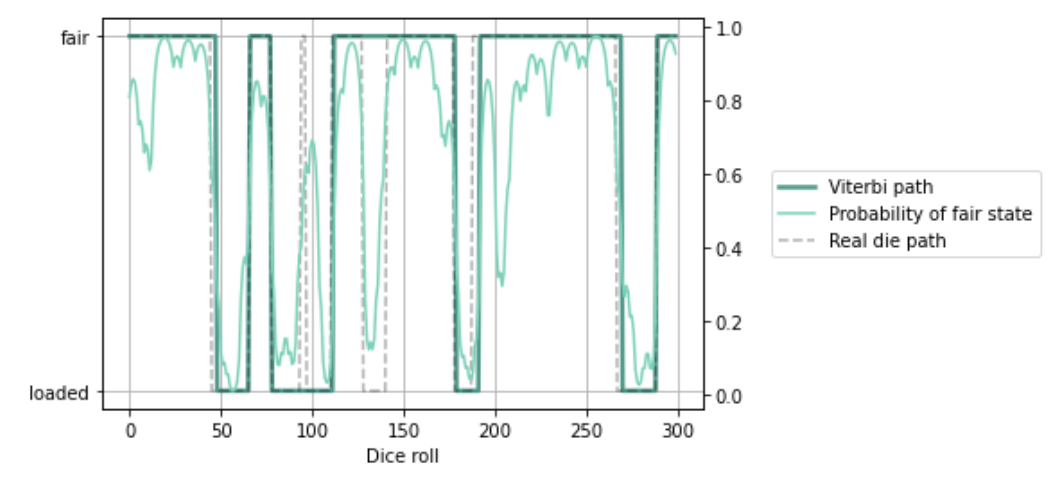 fair
loaded
1.0
0.8
0.6
0.4
0.2
0.0
0 50 100 150 200 250 300
Dice roll
Viterbi path
Probability of fair state
Real die path